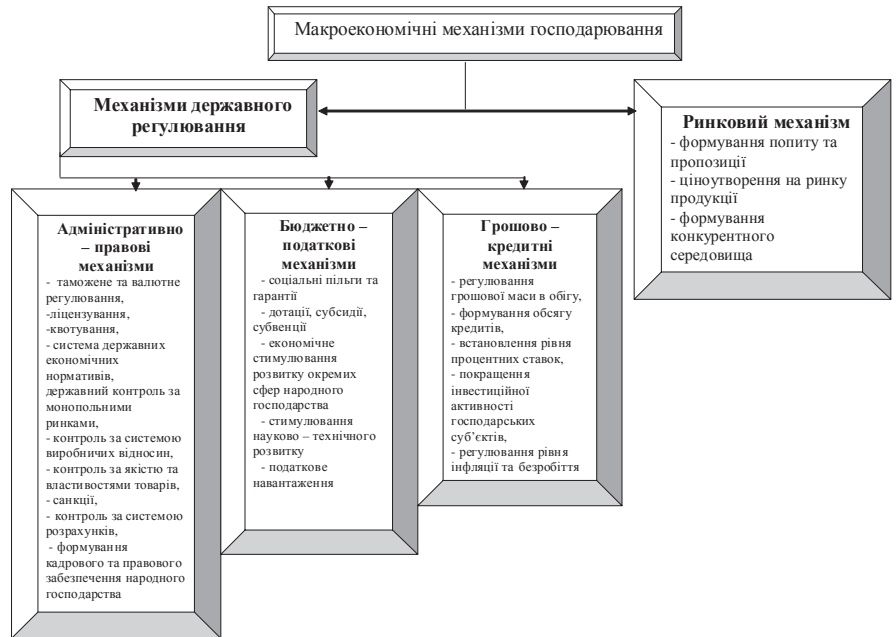 Макроекономічні механізми господарювання
Механізми державного
регулювання
Ринковий механізм
- формування попиту та
пропозиції
- ціноутворення на ринку
продукції
- формування
конкурентного
середовища
Адміністративно
– правові
механізми
- таможене та валютне
регулювання,
-ліцензування,
-квотування,
- система державних
економічних
нормативів,
державний контроль за
монопольними
ринками,
- контроль за системою
виробничих відносин,
- контроль за якістю та
властивостями товарів,
- санкції,
- контроль за системою
розрахунків,
- формування
кадрового та правового
забезпечення народного
господарства
Бюджетно –
податкові
механізми
- соціальні пільги та
гарантії
- дотації, субсидії,
субвенції
- економічне
стимулювання
розвитку окремих
сфер народного
господарства
- стимулювання
науково – технічного
розвитку
- податкове
навантаження
Грошово –
кредитні
механізми
- регулювання
грошової маси в обігу,
- формування обсягу
кредитів,
- встановлення рівня
процентних ставок,
- покращення
інвестиційної
активності
господарських
суб’єктів,
- регулювання рівня
інфляції та безробіття